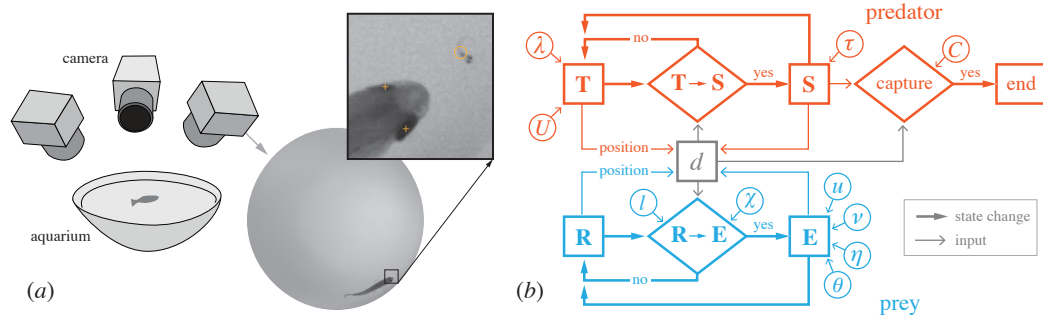 camera
aquarium
(a)
predator
no
λ
τ
C
T
T → S
yes
S
capture
yes
end
U
position
d
position
l
χ
u
R
R → E
yes
E
ν
η
θ
no
state change
input
(b)
prey